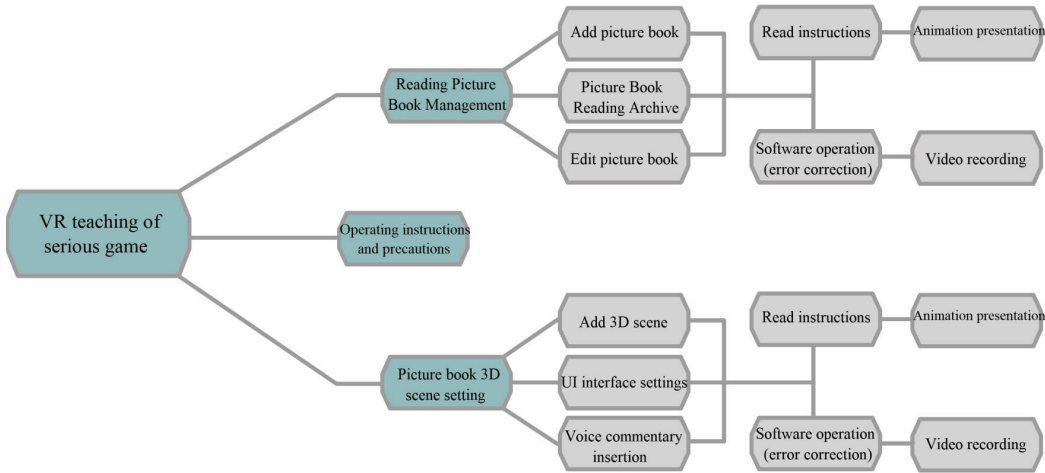 VR teaching of
serious game
Reading Picture
Book Management
Operating instructions
and precautions
Picture book 3D
scene setting
Add picture book
Picture Book
Reading Archive
Edit picture book
Read instructions
Animation presentation
Software operation
(error correction)
Video recording
Add 3D scene
UI interface settings
Voice commentary
insertion
Read instructions
Animation presentation
Software operation
(error correction)
Video recording